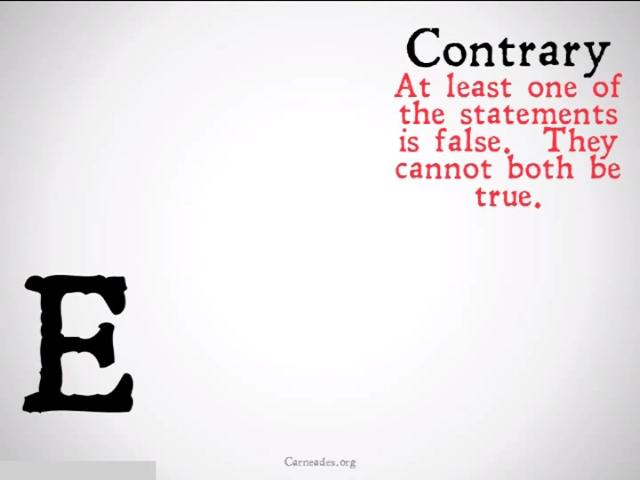 Contrary
At least one of
the statements
is false. They
cannot both be
true.
E
Carneades.org